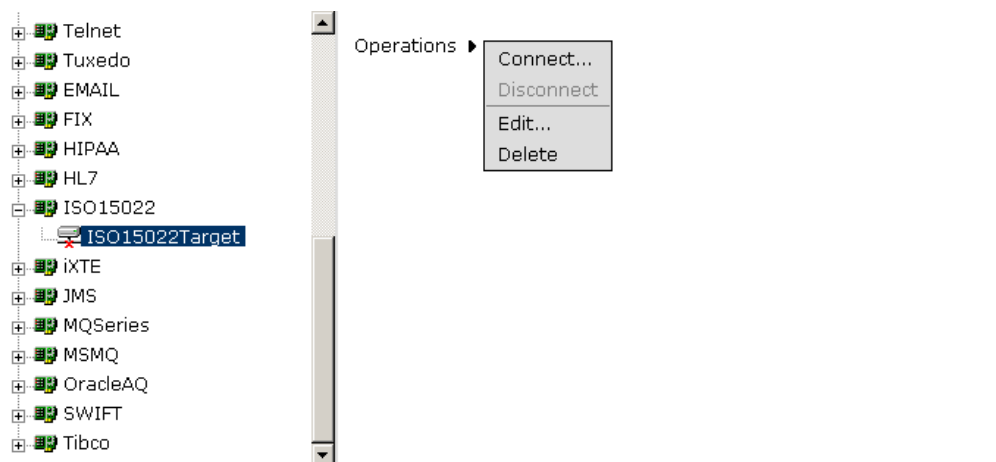 Telnet
Tuxedo
EMAIL
FIX
HIPAA
HL7
ISO15022
ISO15022Target
iXTE
JMS
MQSeries
MSMQ
OracleAQ
SWIFT
Tibco
Operations
Connect...
Disconnect
Edit...
Delete